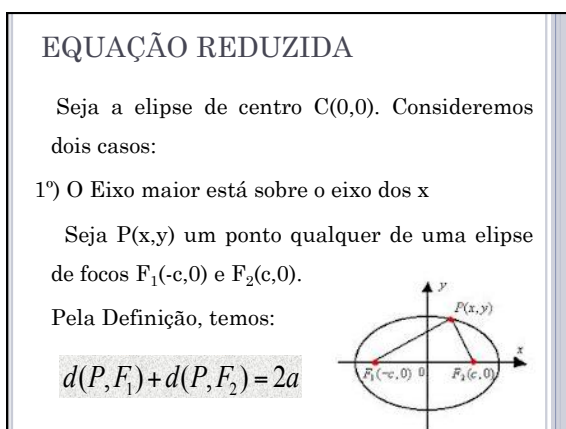 EQUAÇÃO REDUZIDA
Seja a elipse de centro C(0,0). Consideremos
dois casos:
1º) O Eixo maior está sobre o eixo dos x
Seja P(x,y) um ponto qualquer de uma elipse
de focos F₁(-c,0) e F₂(c,0).
Pela Definição, temos:
d(P,F₁)+d(P,F₂)=2a
y
P(x,y)
x
F₁(-c,0) 0 F₂(c,0)